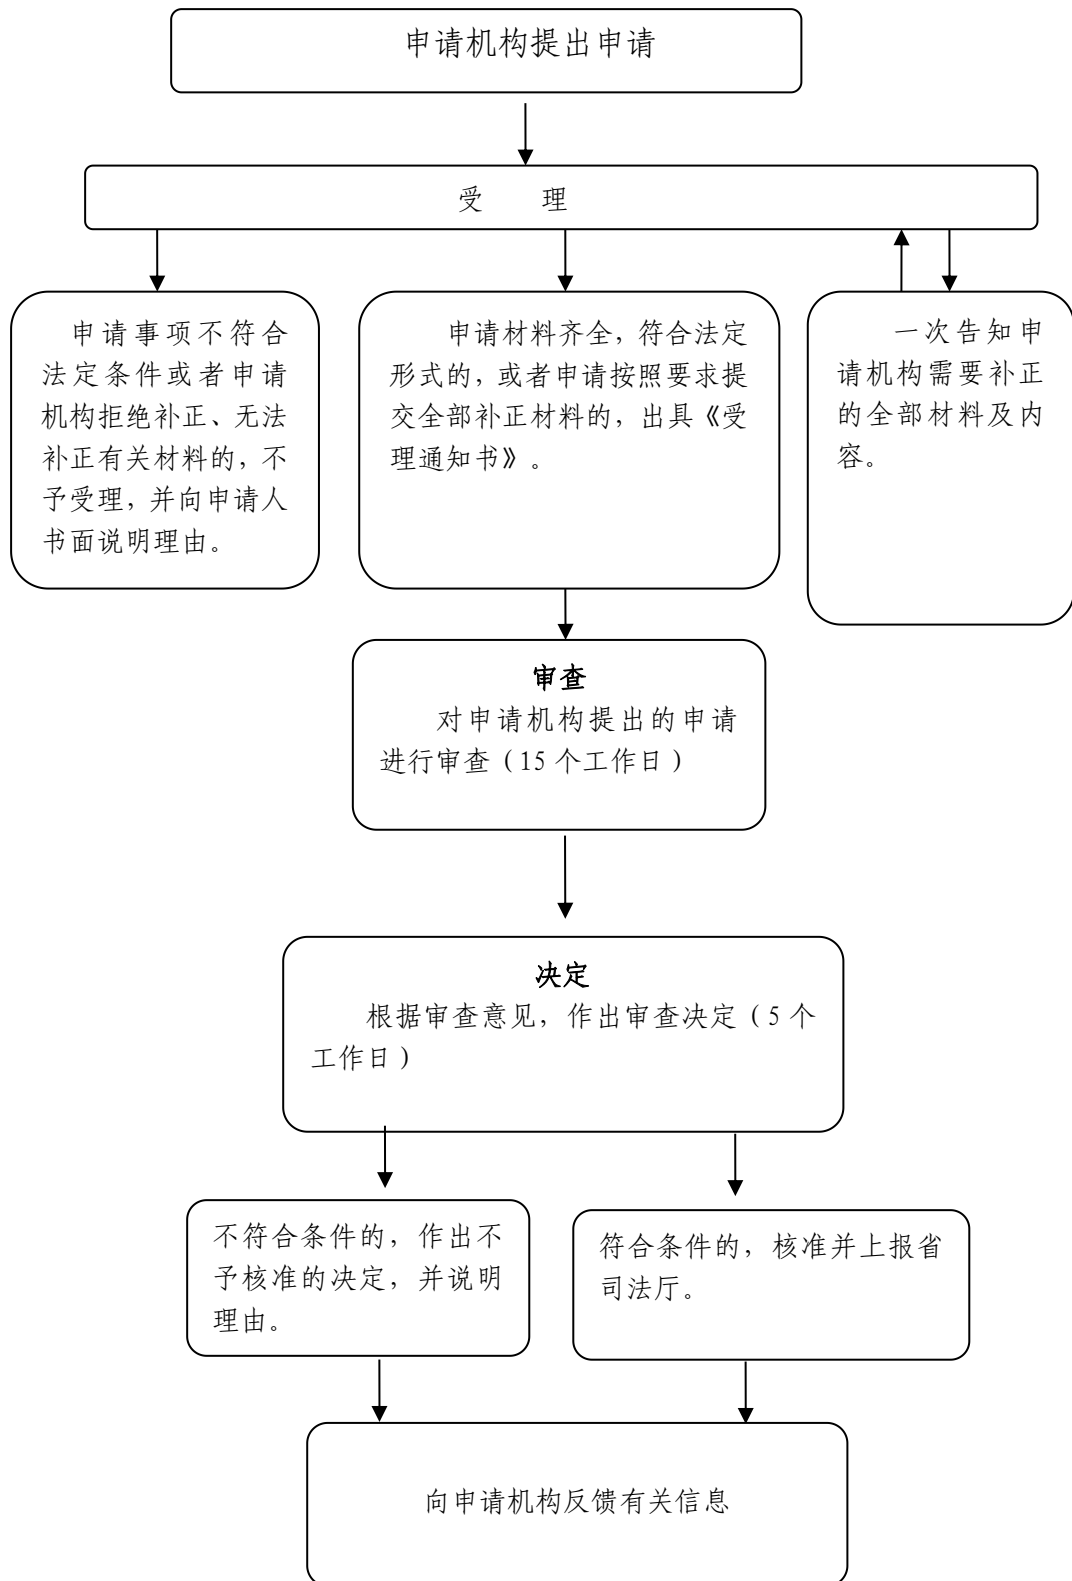 申请机构提出申请
受 理
申请事项不符合
法定条件或者申请
机构拒绝补正、无法
补正有关材料的，不
予受理，并向申请人
书面说明理由。
申请材料齐全，符合法定
形式的，或者申请按照要求提
交全部补正材料的，出具《受
理通知书》。
一次告知申
请机构需要补正
的全部材料及内
容。
审查
对申请机构提出的申请
进行审查（15个工作日）
决定
根据审查意见，作出审查决定（5个
工作日）
不符合条件的，作出不
予核准的决定，并说明
理由。
符合条件的，核准并上报省
司法厅。
向申请机构反馈有关信息